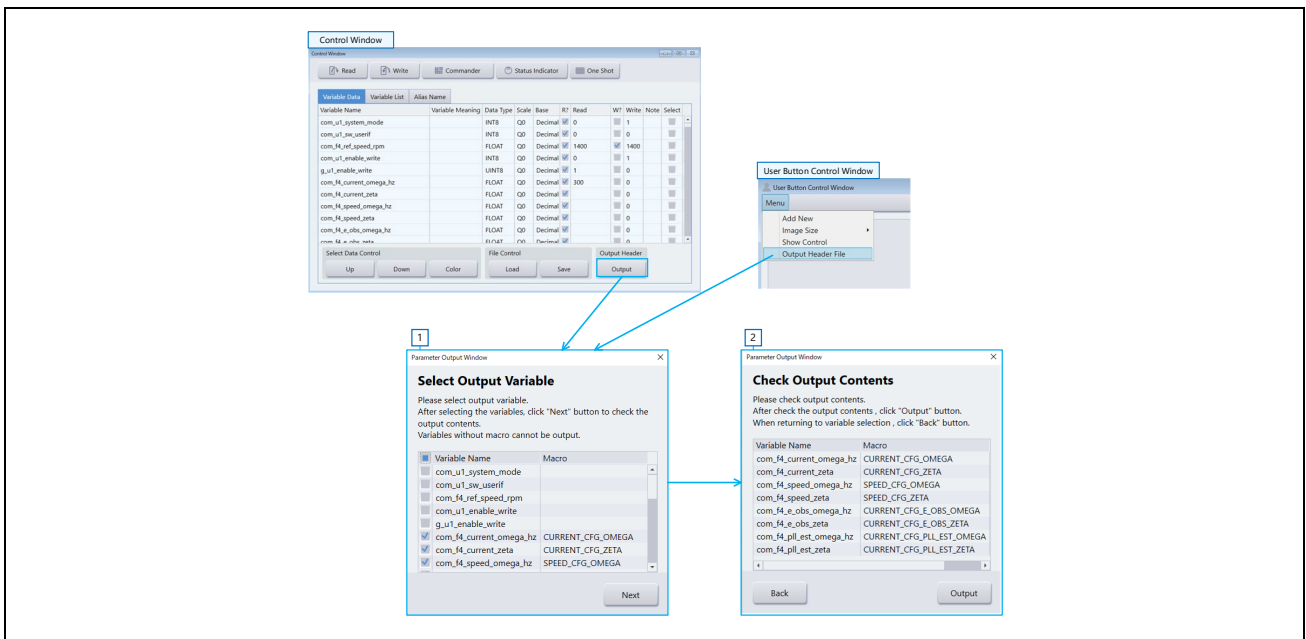 Control Window
Control Window
Read Write Commander Status Indicator One Shot
Variable Data Variable List Alias Name
Variable Name Variable Meaning Data Type Scale Base R? Read W? Write Note Select
com_u1_system_mode INT8 Q0 Decimal 0 1
com_u1_sw_userif INT8 Q0 Decimal 0 0
com_f4_ref_speed_rpm FLOAT Q0 Decimal 1400 1400
com_u1_enable_write INT8 Q0 Decimal 0 1
g_u1_enable_write UINT8 Q0 Decimal 1 0
com_f4_current_omega_hz FLOAT Q0 Decimal 300 0
com_f4_current_zeta FLOAT Q0 Decimal 0
com_f4_speed_omega_hz FLOAT Q0 Decimal 0
com_f4_speed_zeta FLOAT Q0 Decimal 0
com_f4_e_obs_omega_hz FLOAT Q0 Decimal 0
com_f4_e_obs_zeta FLOAT Q0 Decimal 0
Select Data Control File Control Output Header
Up Down Color Load Save Output
User Button Control Window
User Button Control Window
Menu
Add New
Image Size
Show Control
Output Header File
1
Parameter Output Window
Select Output Variable
Please select output variable.
After selecting the variables, click "Next" button to check the
output contents.
Variables without macro cannot be output.
Variable Name Macro
com_u1_system_mode
com_u1_sw_userif
com_f4_ref_speed_rpm
com_u1_enable_write
g_u1_enable_write
com_f4_current_omega_hz CURRENT_CFG_OMEGA
com_f4_current_zeta CURRENT_CFG_ZETA
com_f4_speed_omega_hz SPEED_CFG_OMEGA
Next
2
Parameter Output Window
Check Output Contents
Please check output contents.
After check the output contents , click "Output" button.
When returning to variable selection , click "Back" button.
Variable Name Macro
com_f4_current_omega_hz CURRENT_CFG_OMEGA
com_f4_current_zeta CURRENT_CFG_ZETA
com_f4_speed_omega_hz SPEED_CFG_OMEGA
com_f4_speed_zeta SPEED_CFG_ZETA
com_f4_e_obs_omega_hz CURRENT_CFG_E_OBS_OMEGA
com_f4_e_obs_zeta CURRENT_CFG_E_OBS_ZETA
com_f4_pll_est_omega_hz CURRENT_CFG_PLL_EST_OMEGA
com_f4_pll_est_zeta CURRENT_CFG_PLL_EST_ZETA
Back Output